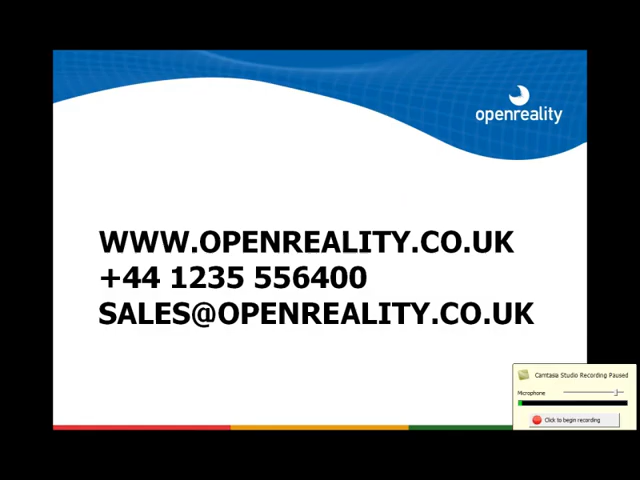 openreality
WWW.OPENREALITY.CO.UK
+44 1235 556400
SALES@OPENREALITY.CO.UK
Camtasia Studio Recording Paused
Microphone
Click to begin recording